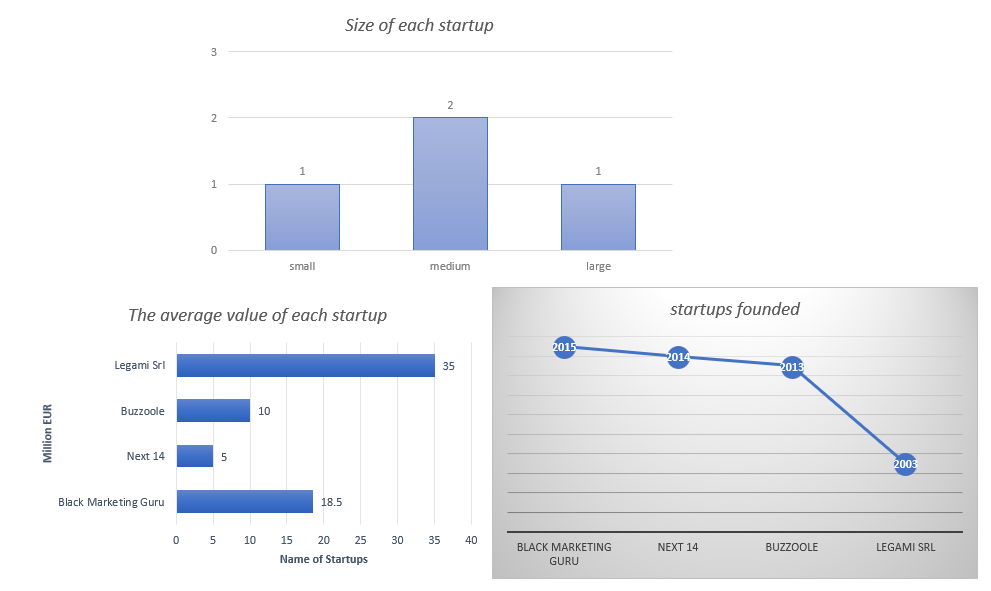 Size of each startup
3
2
1
0
1
2
1
small medium large
The average value of each startup
Million EUR
Legami Srl 35
Buzzoole 10
Next 14 5
Black Marketing Guru 18.5
0 5 10 15 20 25 30 35 40
Name of Startups
startups founded
2015 2014 2013 2003
BLACK MARKETING
GURU
NEXT 14
BUZZOOLE
LEGAMI SRL